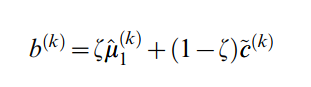 b^{(k)} = ζ\hat{μ}_1^{(k)} + (1−ζ)\tilde{c}^{(k)}